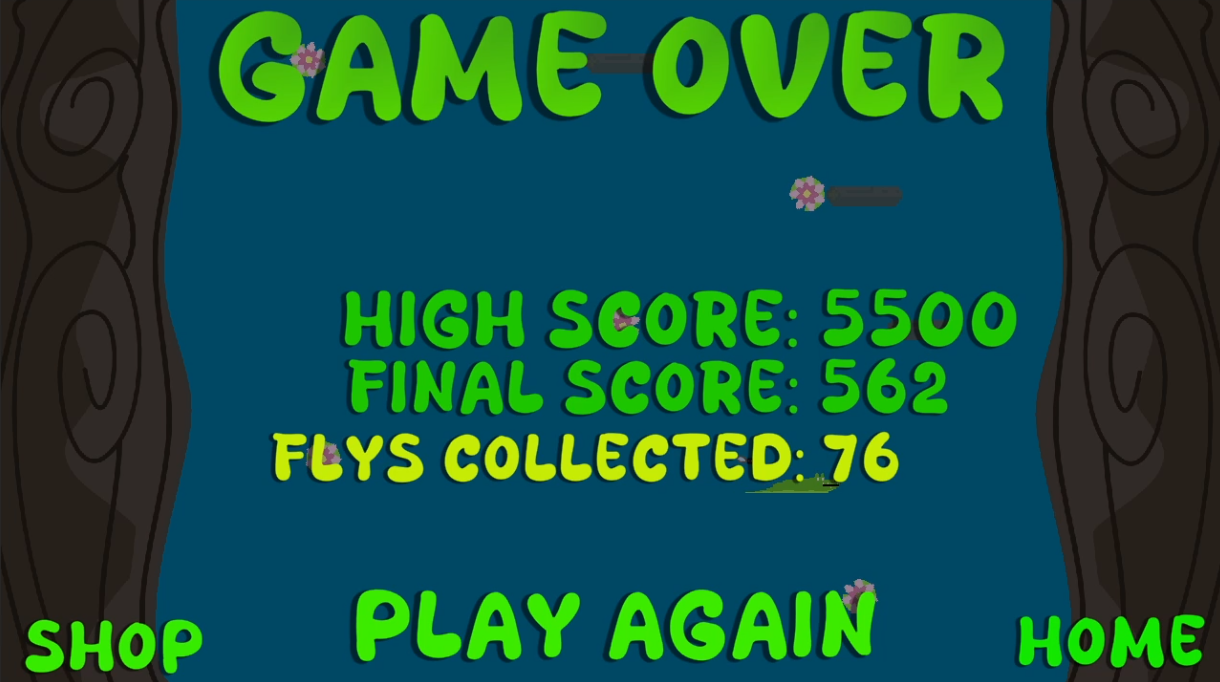 GAME OVER
HIGH SCORE: 5500
FINAL SCORE: 562
FLYS COLLECTED: 76
PLAY AGAIN
SHOP
HOME